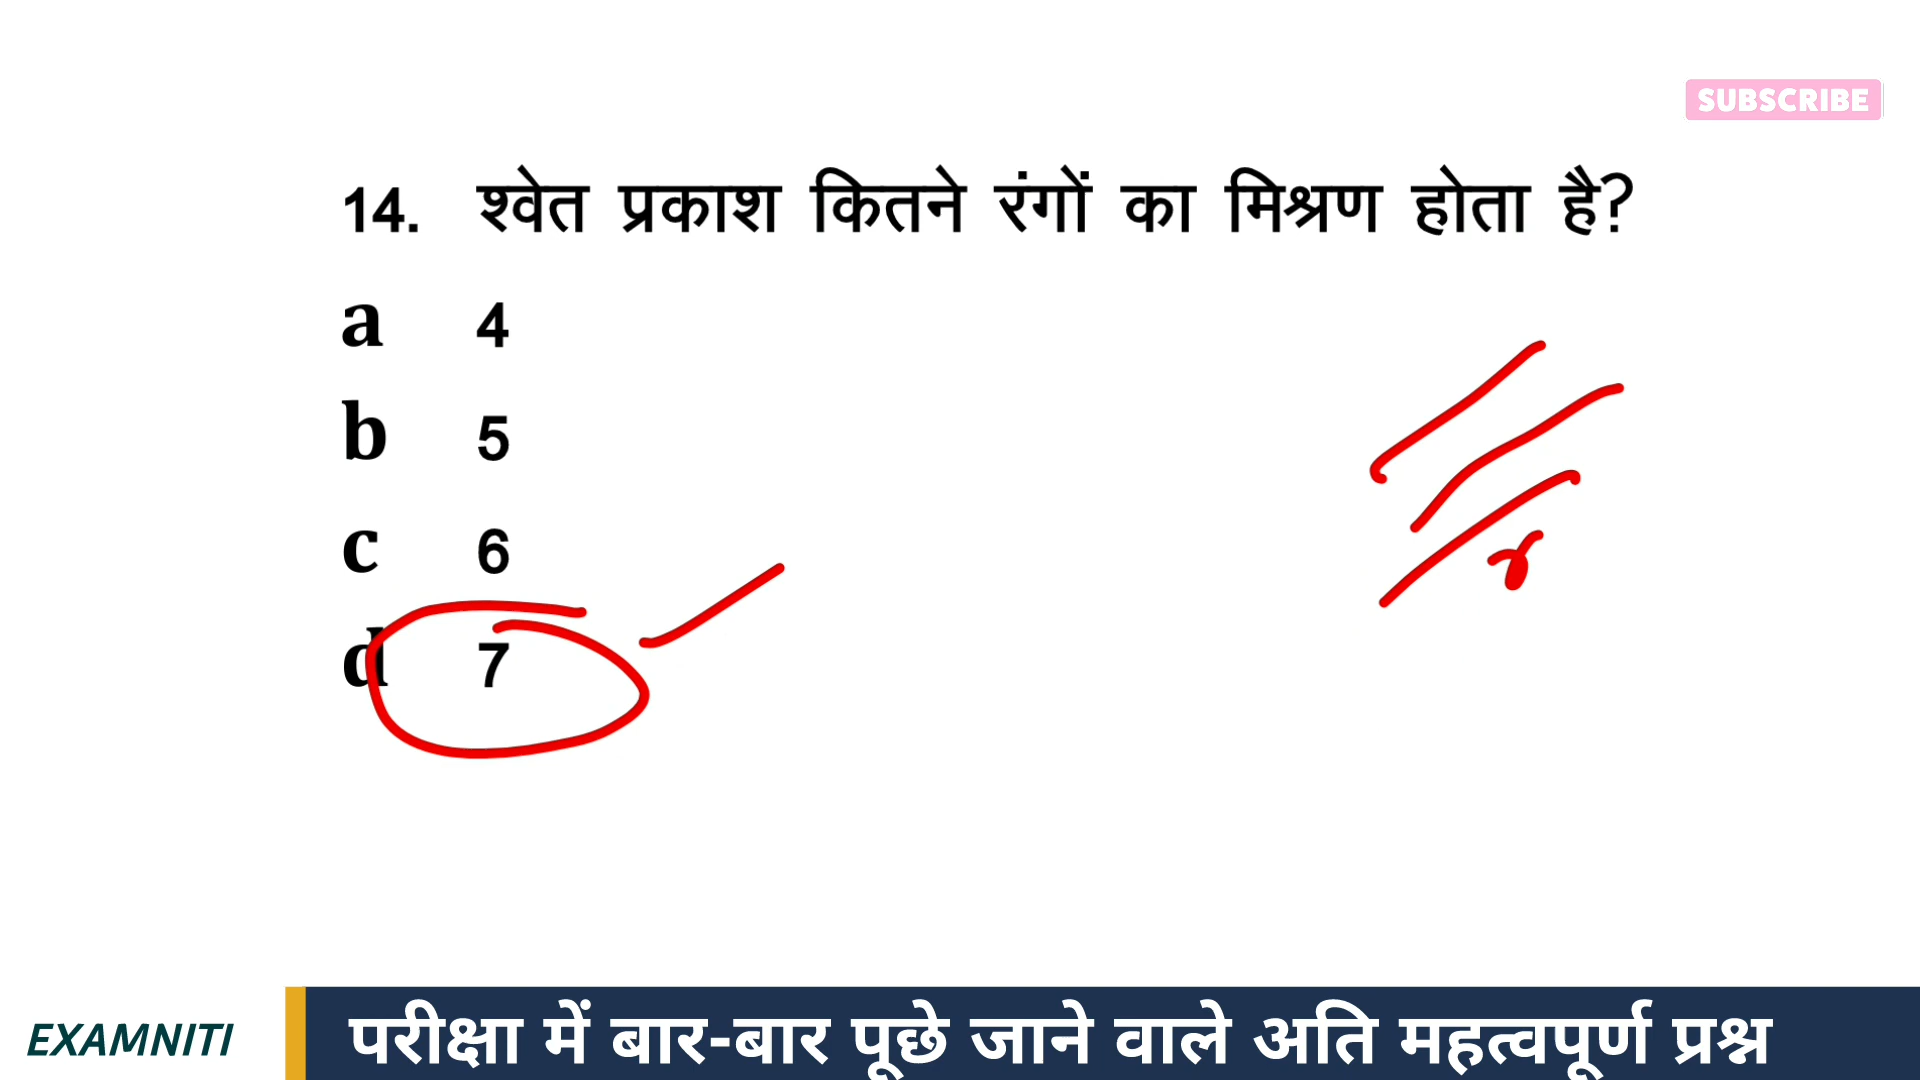 SUBSCRIBE
14. श्वेत प्रकाश कितने रंगों का मिश्रण होता है?
a 4
b 5
c 6
d 7
EXAMNITI
परीक्षा में बार-बार पूछे जाने वाले अति महत्वपूर्ण प्रश्न